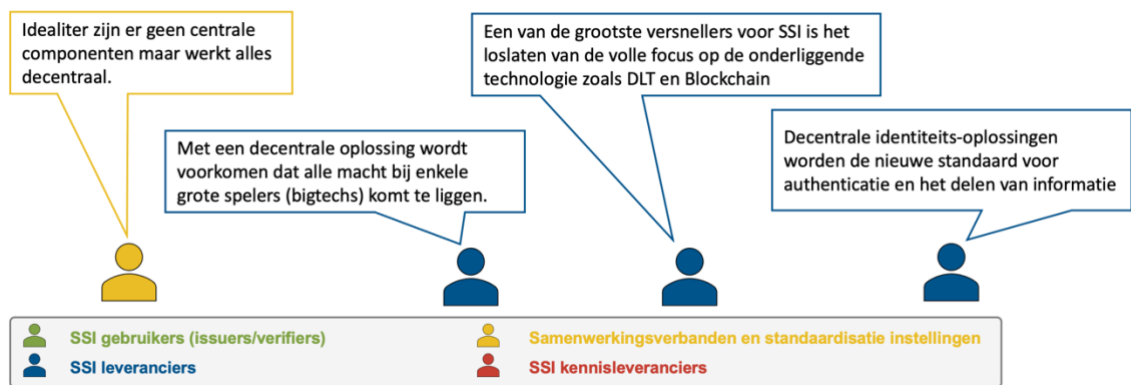 Idealiter zijn er geen centrale
componenten maar werkt alles
decentraal.
Met een decentrale oplossing wordt
voorkomen dat alle macht bij enkele
grote spelers (bigtechs) komt te liggen.
Een van de grootste versnellers voor SSI is het
loslaten van de volle focus op de onderliggende
technologie zoals DLT en Blockchain
Decentrale identiteits-oplossingen
worden de nieuwe standaard voor
authenticatie en het delen van informatie
SSI gebruikers (issuers/verifiers)
Samenwerkingsverbanden en standaardisatie instellingen
SSI leveranciers
SSI kennisleveranciers